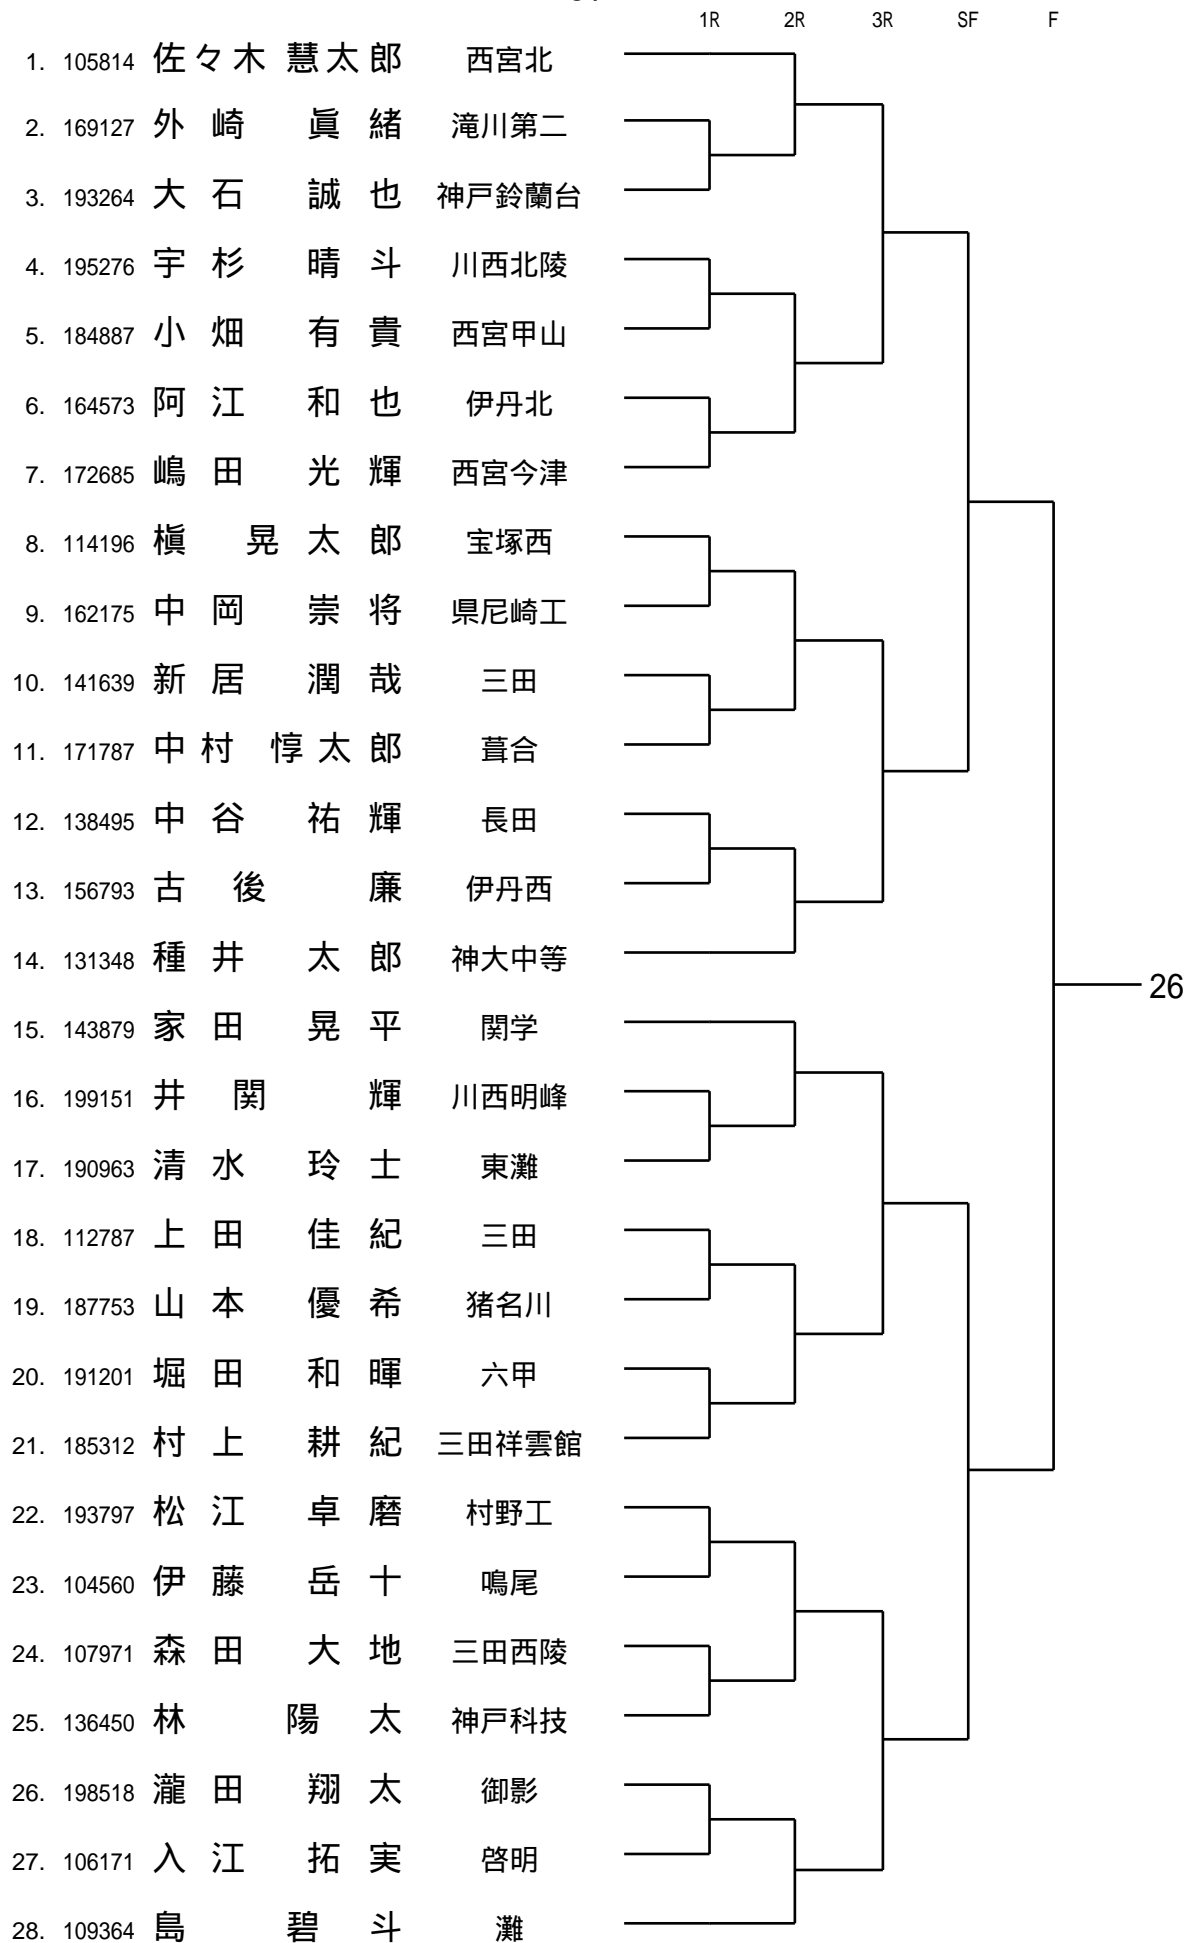 1R 2R 3R SF F
1. 105814 佐々木 慧太郎 西宮北
2. 169127 外崎 眞緒 滝川第二
3. 193264 大石 誠也 神戸鈴蘭台
4. 195276 宇杉 晴斗 川西北陵
5. 184887 小畑 有貴 西宮甲山
6. 164573 阿江 和也 伊丹北
7. 172685 嶋田 光輝 西宮今津
8. 114196 槇 晃太郎 宝塚西
9. 162175 中岡 崇将 県尼崎工
10. 141639 新居 潤哉 三田
11. 171787 中村 惇太郎 葺合
12. 138495 中谷 祐輝 長田
13. 156793 古後 廉 伊丹西
14. 131348 種井 太郎 神大中等
26
15. 143879 家田 晃平 関学
16. 199151 井関 輝 川西明峰
17. 190963 清水 玲士 東灘
18. 112787 上田 佳紀 三田
19. 187753 山本 優希 猪名川
20. 191201 堀田 和暉 六甲
21. 185312 村上 耕紀 三田祥雲館
22. 193797 松江 卓磨 村野工
23. 104560 伊藤 岳十 鳴尾
24. 107971 森田 大地 三田西陵
25. 136450 林 陽太 神戸科技
26. 198518 瀧田 翔太 御影
27. 106171 入江 拓実 啓明
28. 109364 島 碧斗 灘